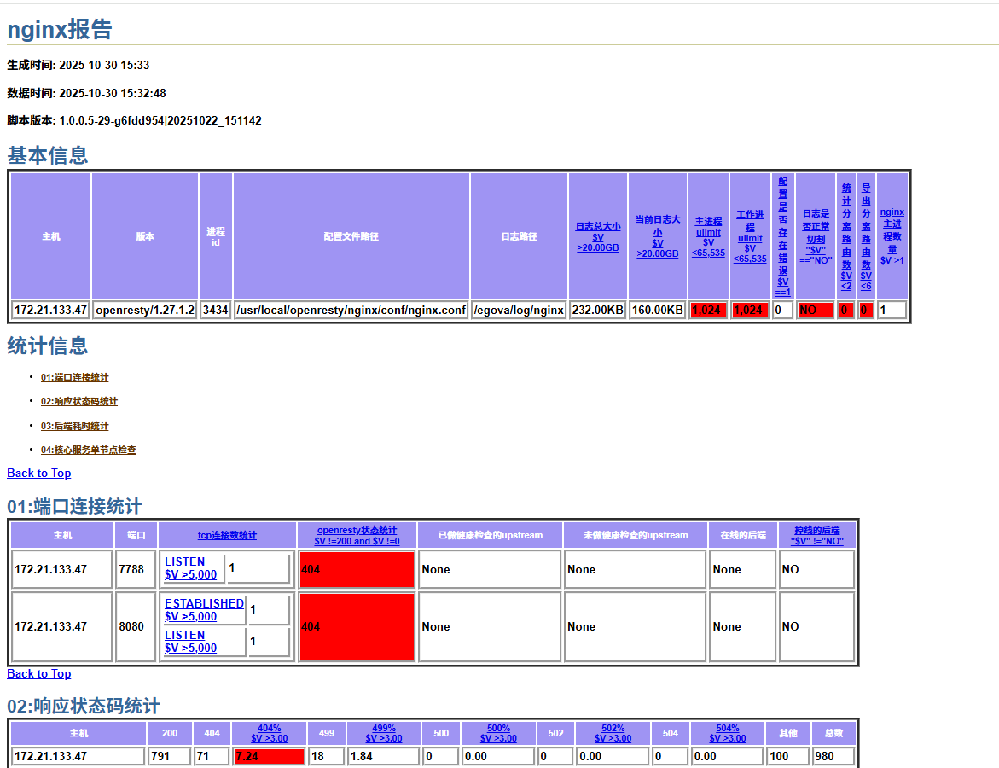 nginx报告
生成时间: 2025-10-30 15:33
数据时间: 2025-10-30 15:32:48
脚本版本: 1.0.0.5-29-g6fdd954|20251022_151142
基本信息
主机 版本 进程id 配置文件路径 日志路径 日志总大小 $V >20.00GB 当前日志大小 $V >20.00GB 主进程ulimit $V <65,535 工作进程ulimit $V <65,535 配置是否存在错误 $V ==1 日志是否正常切割 "$V" =="NO" 统计分离路由数 $V <2 导出分离路由数 $V <6 nginx主进程数量 $V >1
172.21.133.47 openresty/1.27.1.2 3434 /usr/local/openresty/nginx/conf/nginx.conf /egova/log/nginx 232.00KB 160.00KB 1,024 1,024 0 NO 0 0 1
统计信息
• 01:端口连接统计
• 02:响应状态码统计
• 03:后端耗时统计
• 04:核心服务单节点检查
Back to Top
01:端口连接统计
主机 端口 tcp连接数统计 openresty状态统计 $V !=200 and $V !=0 已做健康检查的upstream 未做健康检查的upstream 在线的后端 掉线的后端 "$V" !="NO"
172.21.133.47 7788 LISTEN $V >5,000 1 404 None None None NO
172.21.133.47 8080 ESTABLISHED $V >5,000 1 LISTEN $V >5,000 1 404 None None None NO
Back to Top
02:响应状态码统计
主机 200 404 404% $V >3.00 499 499% $V >3.00 500 500% $V >3.00 502 502% $V >3.00 504 504% $V >3.00 其他 总数
172.21.133.47 791 71 7.24 18 1.84 0 0.00 0 0.00 0 0.00 100 980